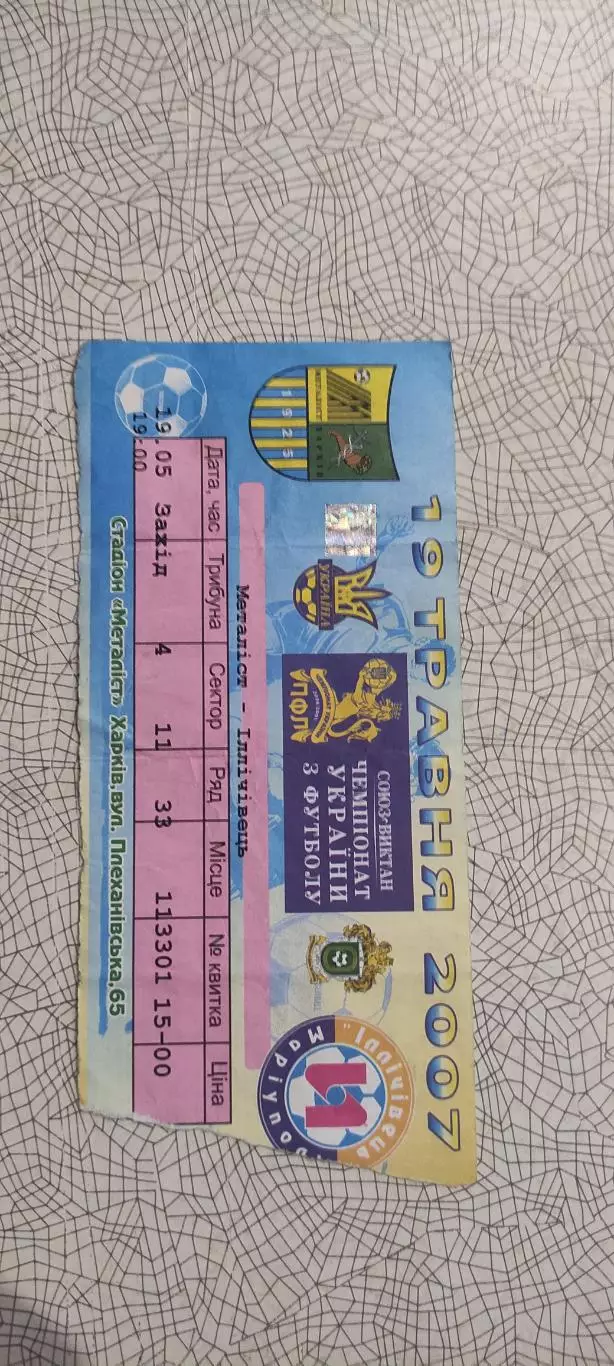 19 ТРАВНЯ 2007
МЕТАЛІСТ
ХАРКІВ
1925
УКРАЇНА
ПФЛ
СОЮЗ-ВИКТАН
ЧЕМПІОНАТ
УКРАЇНИ
З ФУТБОЛУ
"Іллічівець"
Маріуполь
Металіст - Іллічівець
Дата, час Трибуна Сектор Ряд Місце № квитка Ціна
19.05 Захід 4 11 33 113301 15-00
19.00
Стадіон «Металіст» Харків, вул. Плеханівська, 65